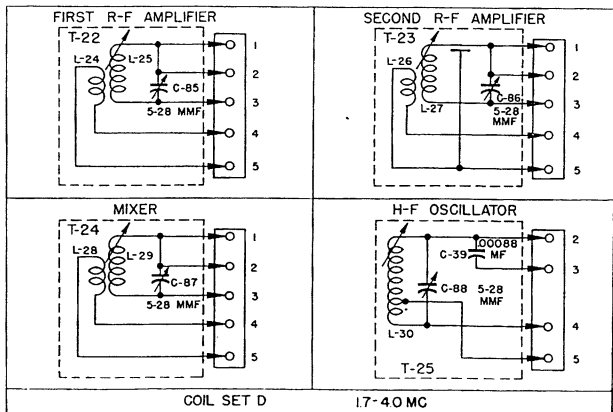 FIRST R-F AMPLIFIER
T-22
L-24
L-25
C-85
5-28
MMF
1
2
3
4
5
SECOND R-F AMPLIFIER
T-23
L-26
L-27
C-86
5-28
MMF
1
2
3
4
5
MIXER
T-24
L-28
L-29
C-87
5-28
MMF
1
2
3
4
5
H-F OSCILLATOR
.00088
MF
C-39
C-88
5-28
MMF
L-30
T-25
2
3
4
5
COIL SET D 1.7-4.0 MC